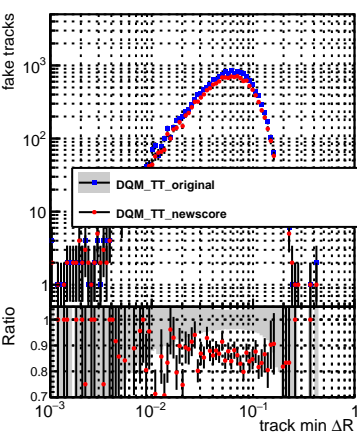 fake tracks
10³
10²
10
1
DQM_TT_original
DQM_TT_newscore
Ratio
1
0.9
0.8
0.7
10⁻³ 10⁻² 10⁻¹ 1
track min ΔR